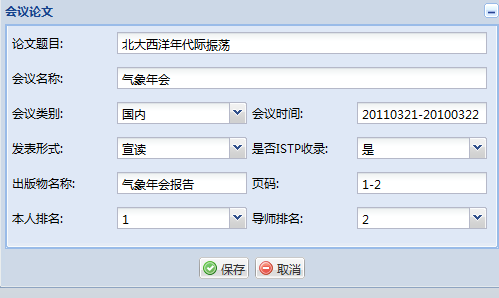 会议论文
论文题目: 北大西洋年代际振荡
会议名称: 气象年会
会议类别: 国内 会议时间: 20110321-20100322
发表形式: 宣读 是否ISTP收录: 是
出版物名称: 气象年会报告 页码: 1-2
本人排名: 1 导师排名: 2
保存 取消